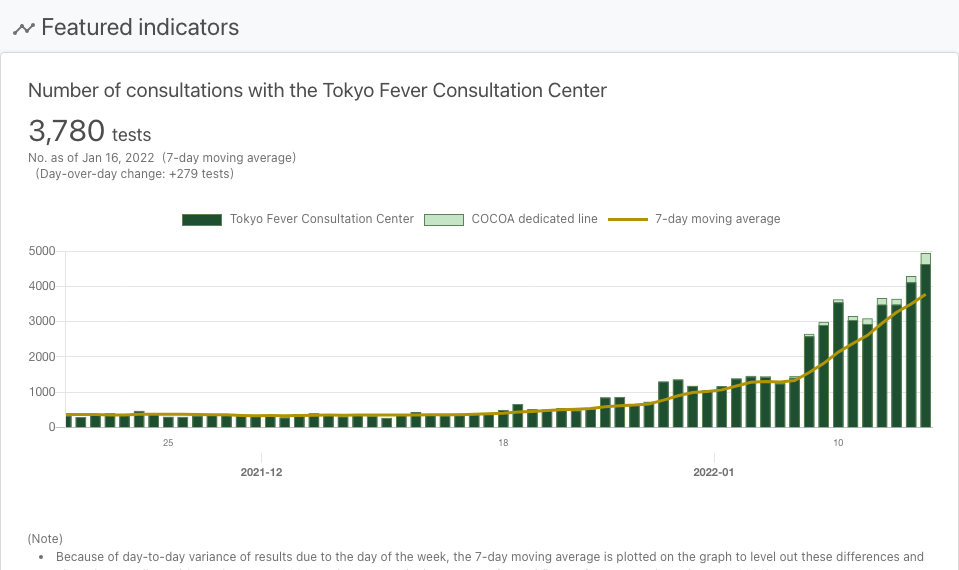 Featured indicators
Number of consultations with the Tokyo Fever Consultation Center
3,780 tests
No. as of Jan 16, 2022 (7-day moving average)
(Day-over-day change: +279 tests)
Tokyo Fever Consultation Center COCOA dedicated line 7-day moving average
5000
4000
3000
2000
1000
0
25 18 10
2021-12 2022-01
(Note)
• Because of day-to-day variance of results due to the day of the week, the 7-day moving average is plotted on the graph to level out these differences and